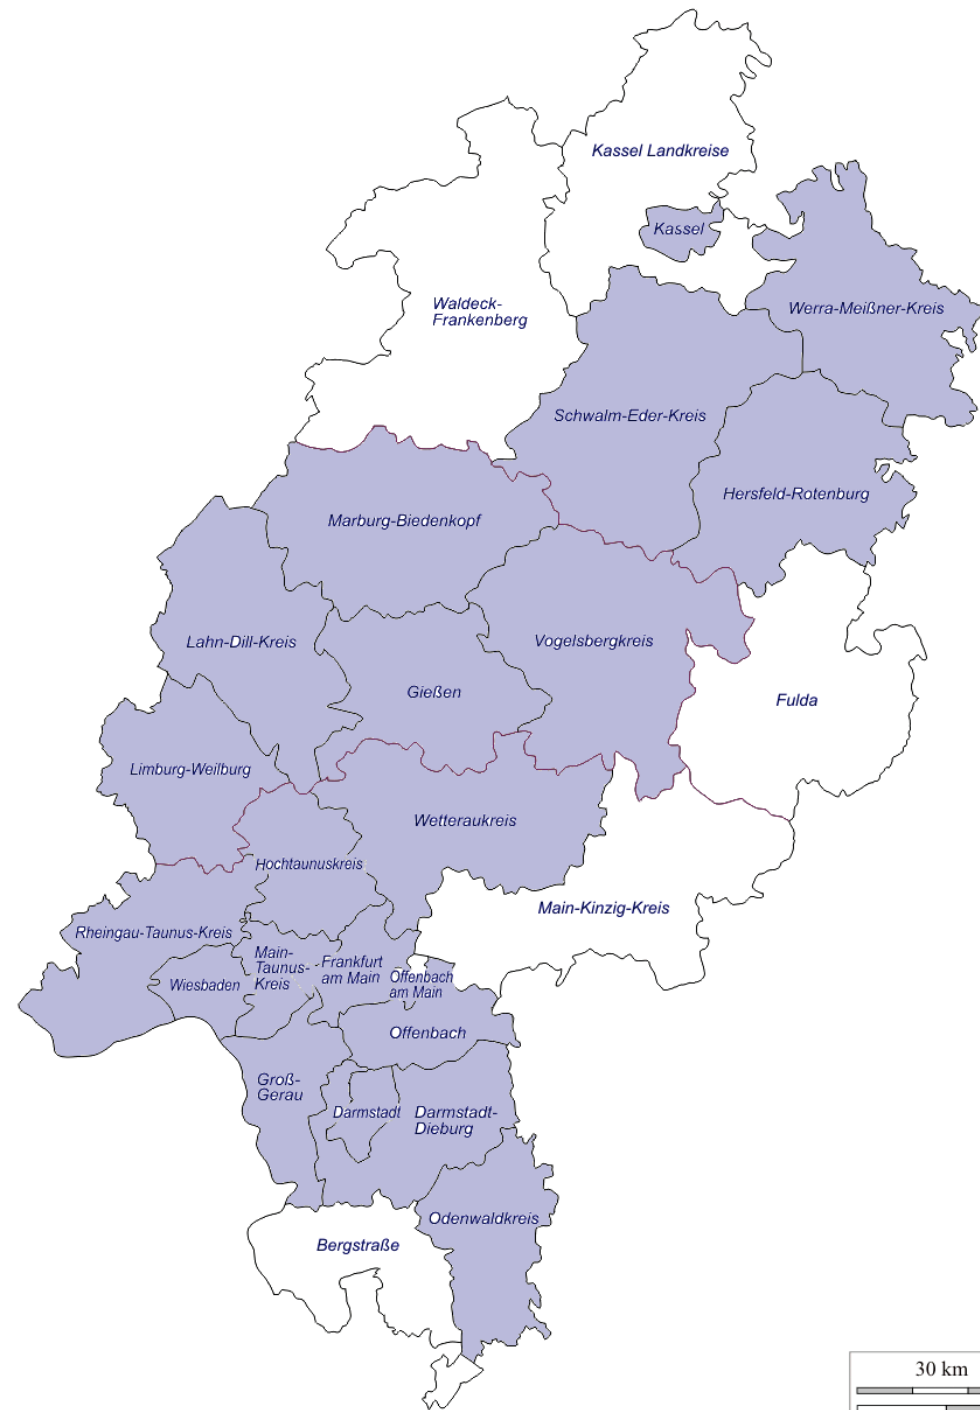 Kassel Landkreise
Kassel
Waldeck-
Frankenberg
Werra-Meißner-Kreis
Schwalm-Eder-Kreis
Hersfeld-Rotenburg
Marburg-Biedenkopf
Lahn-Dill-Kreis
Vogelsbergkreis
Gießen
Fulda
Limburg-Weilburg
Wetteraukreis
Hochtaunuskreis
Main-Kinzig-Kreis
Rheingau-Taunus-Kreis
Main-
Taunus-
Kreis
Frankfurt
am Main
Offenbach
am Main
Wiesbaden
Offenbach
Groß-
Gerau
Darmstadt
Darmstadt-
Dieburg
Odenwaldkreis
Bergstraße
30 km